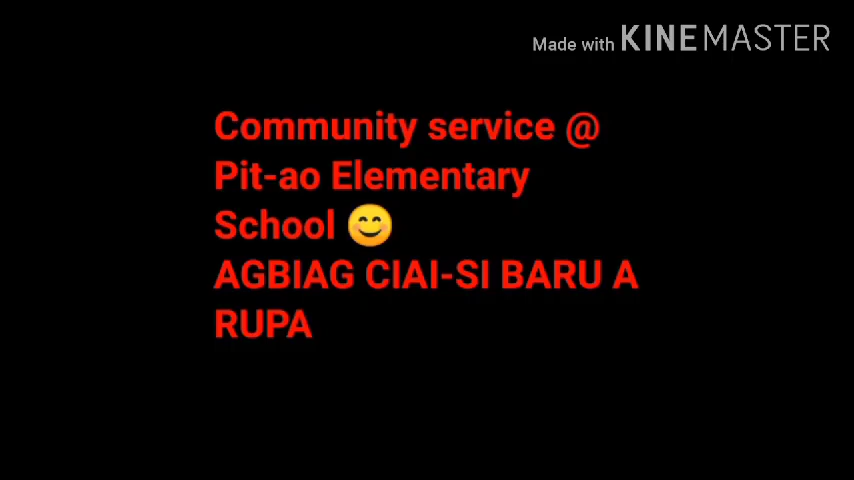 Made with KINEMASTER
Community service @
Pit-ao Elementary
School 😊
AGBIAG CIAI-SI BARU A
RUPA